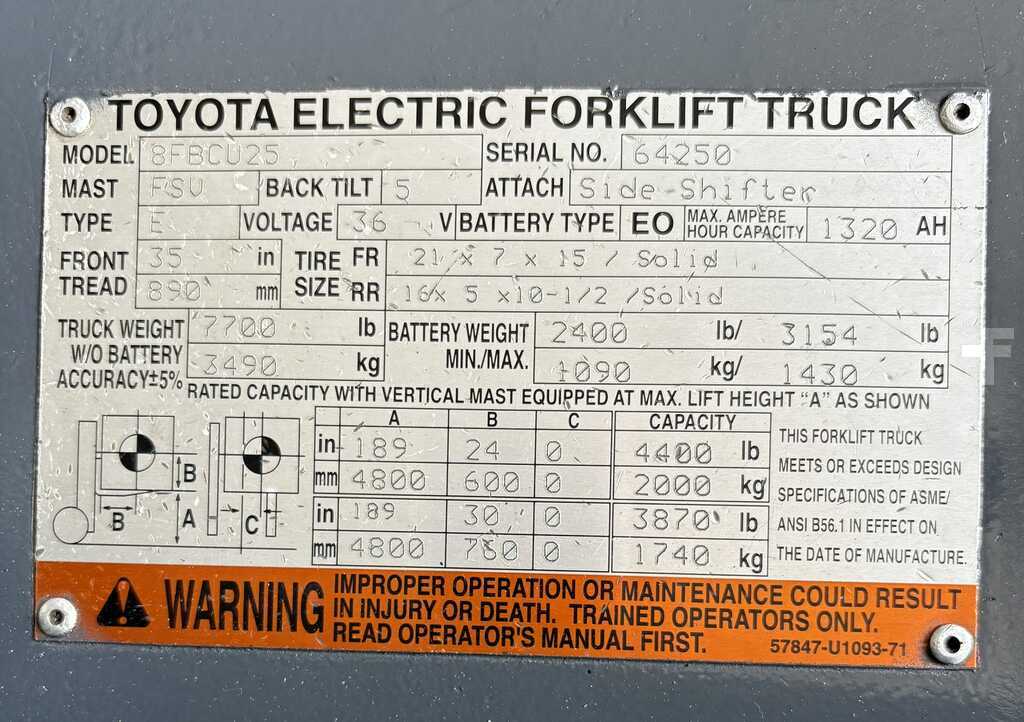 TOYOTA ELECTRIC FORKLIFT TRUCK
MODEL 8FBCU25 SERIAL NO. 64250
MAST FSV BACK TILT 5 ATTACH Side-Shifter
TYPE E VOLTAGE 36 V BATTERY TYPE EO MAX. AMPERE HOUR CAPACITY 1320 AH
FRONT TREAD 35 in TIRE SIZE FR 21 x 7 x 15 / Solid
890 mm RR 16x 5 x10-1/2 /Solid
TRUCK WEIGHT W/O BATTERY ACCURACY±5% 7700 lb BATTERY WEIGHT MIN./MAX. 2400 lb/ 3154 lb
3490 kg 1090 kg/ 1430 kg
RATED CAPACITY WITH VERTICAL MAST EQUIPPED AT MAX. LIFT HEIGHT "A" AS SHOWN
A B C CAPACITY
in 189 24 0 4400 lb
mm 4800 600 0 2000 kg
in 189 30 0 3870 lb
mm 4800 760 0 1740 kg
B
B A C
THIS FORKLIFT TRUCK
MEETS OR EXCEEDS DESIGN
SPECIFICATIONS OF ASME/
ANSI B56.1 IN EFFECT ON
THE DATE OF MANUFACTURE.
WARNING
IMPROPER OPERATION OR MAINTENANCE COULD RESULT
IN INJURY OR DEATH. TRAINED OPERATORS ONLY.
READ OPERATOR'S MANUAL FIRST.
57847-U1093-71